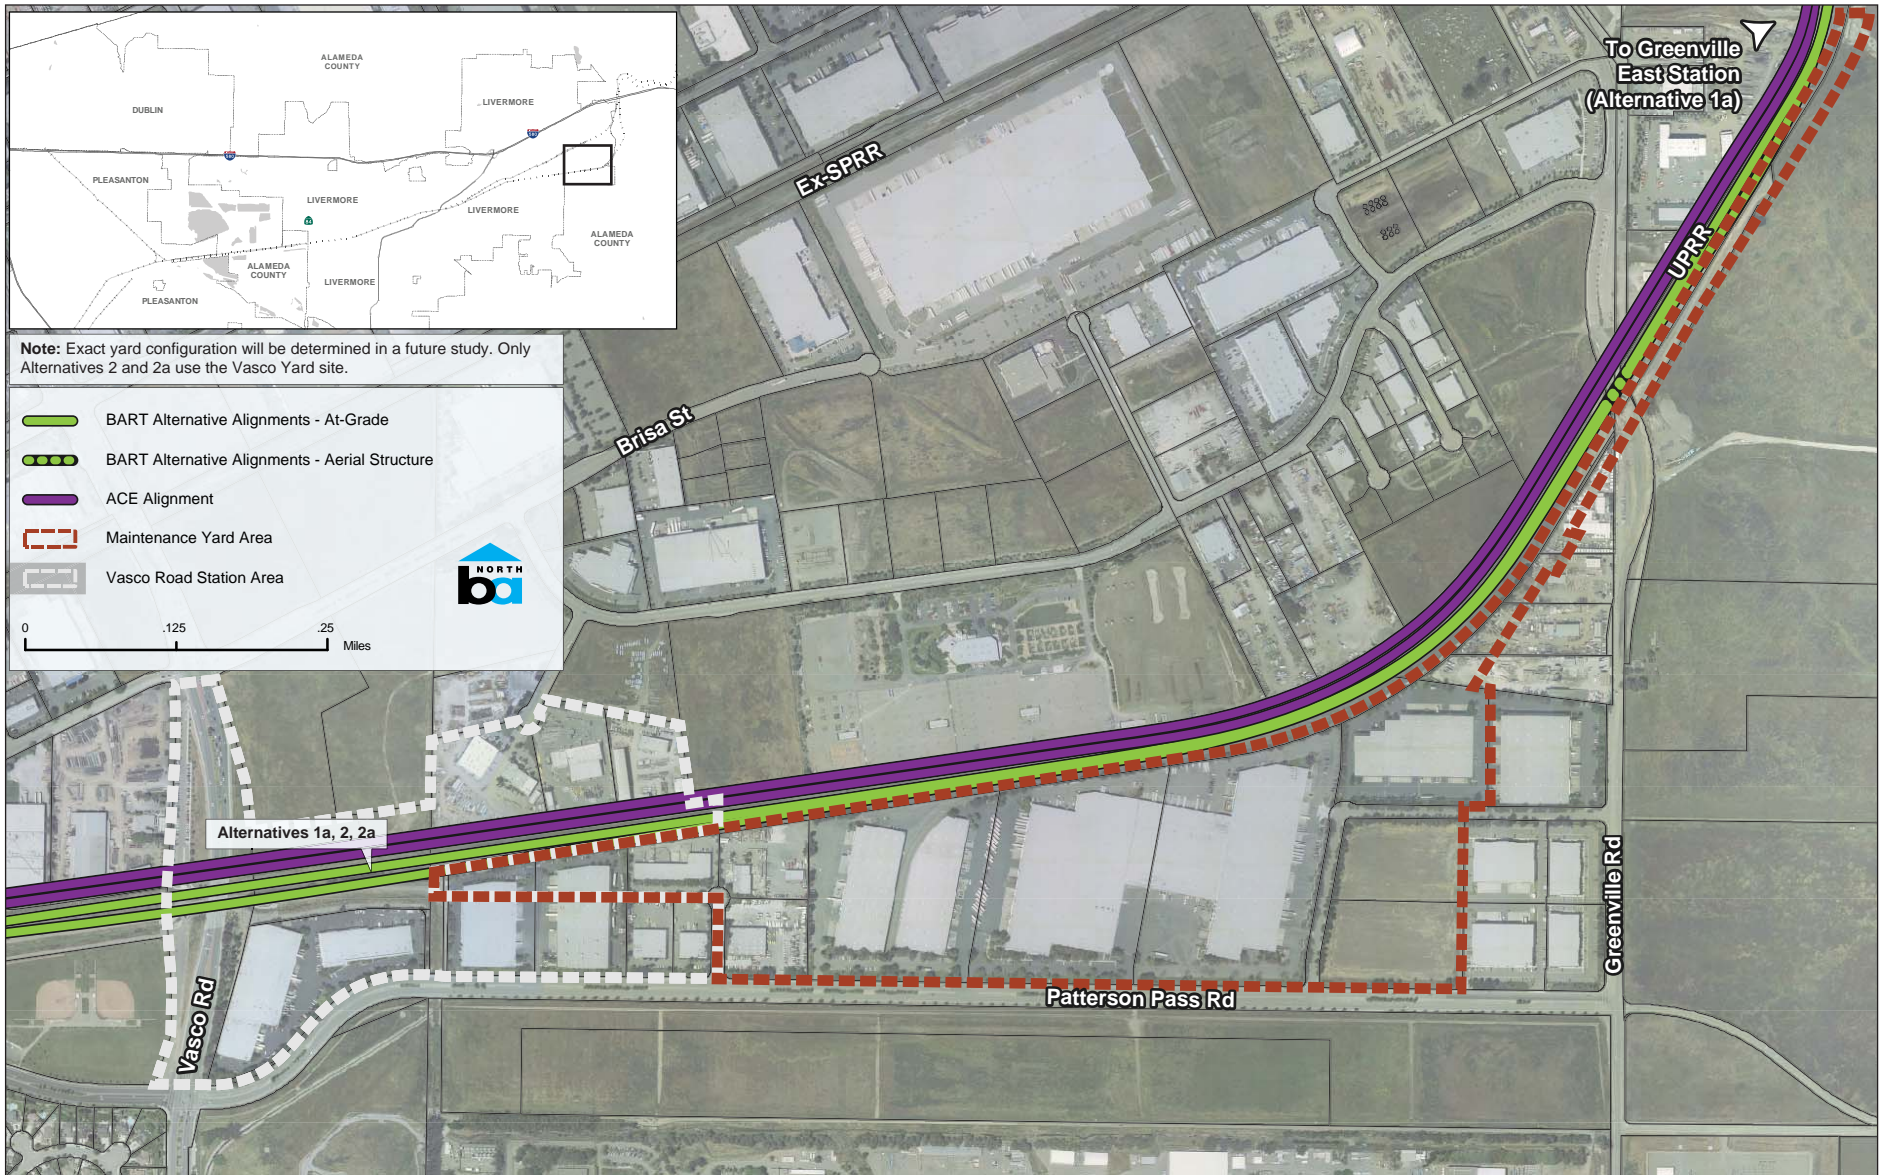 ALAMEDA
COUNTY
DUBLIN
LIVERMORE
580
580
PLEASANTON
LIVERMORE
84
LIVERMORE
ALAMEDA
COUNTY
ALAMEDA
COUNTY
LIVERMORE
PLEASANTON
Note: Exact yard configuration will be determined in a future study. Only
Alternatives 2 and 2a use the Vasco Yard site.
BART Alternative Alignments - At-Grade
BART Alternative Alignments - Aerial Structure
ACE Alignment
Maintenance Yard Area
Vasco Road Station Area
NORTH
ba
0 .125 .25
Miles
To Greenville
East Station
(Alternative 1a)
Ex-SPRR
UPRR
Brisa St
Alternatives 1a, 2, 2a
Greenville Rd
Vasco Rd
Patterson Pass Rd